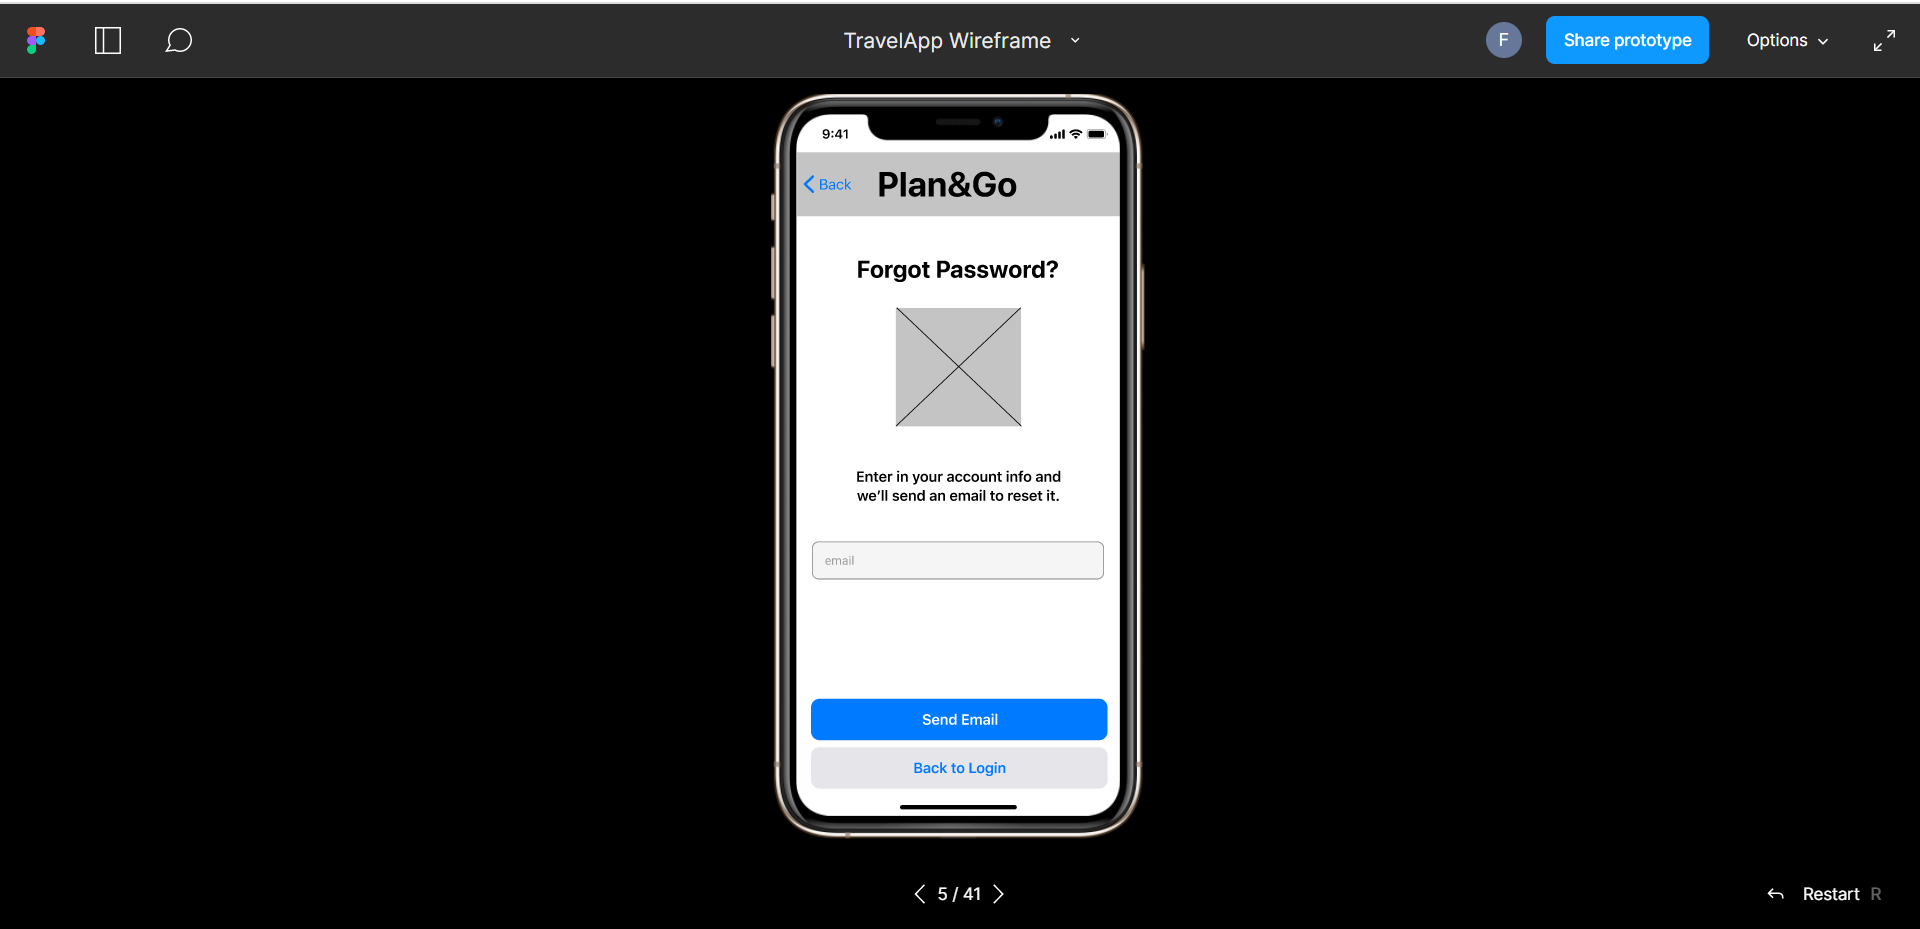 TravelApp Wireframe
F
Share prototype
Options
9:41
Back
Plan&Go
Forgot Password?
Enter in your account info and
we'll send an email to reset it.
email
Send Email
Back to Login
5 / 41
Restart R